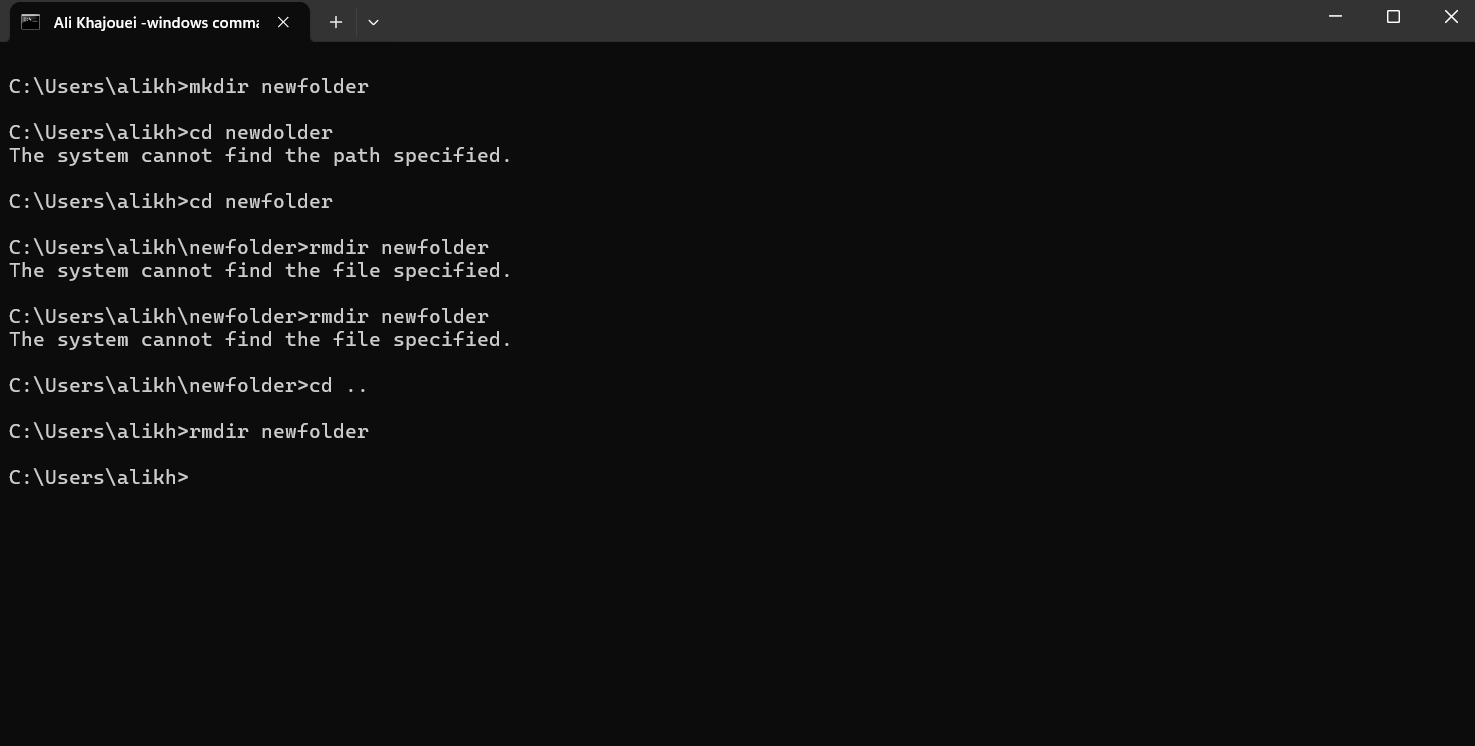 Ali Khajouei -windows comma
C:\Users\alikh>mkdir newfolder
C:\Users\alikh>cd newdolder
The system cannot find the path specified.
C:\Users\alikh>cd newfolder
C:\Users\alikh\newfolder>rmdir newfolder
The system cannot find the file specified.
C:\Users\alikh\newfolder>rmdir newfolder
The system cannot find the file specified.
C:\Users\alikh\newfolder>cd ..
C:\Users\alikh>rmdir newfolder
C:\Users\alikh>